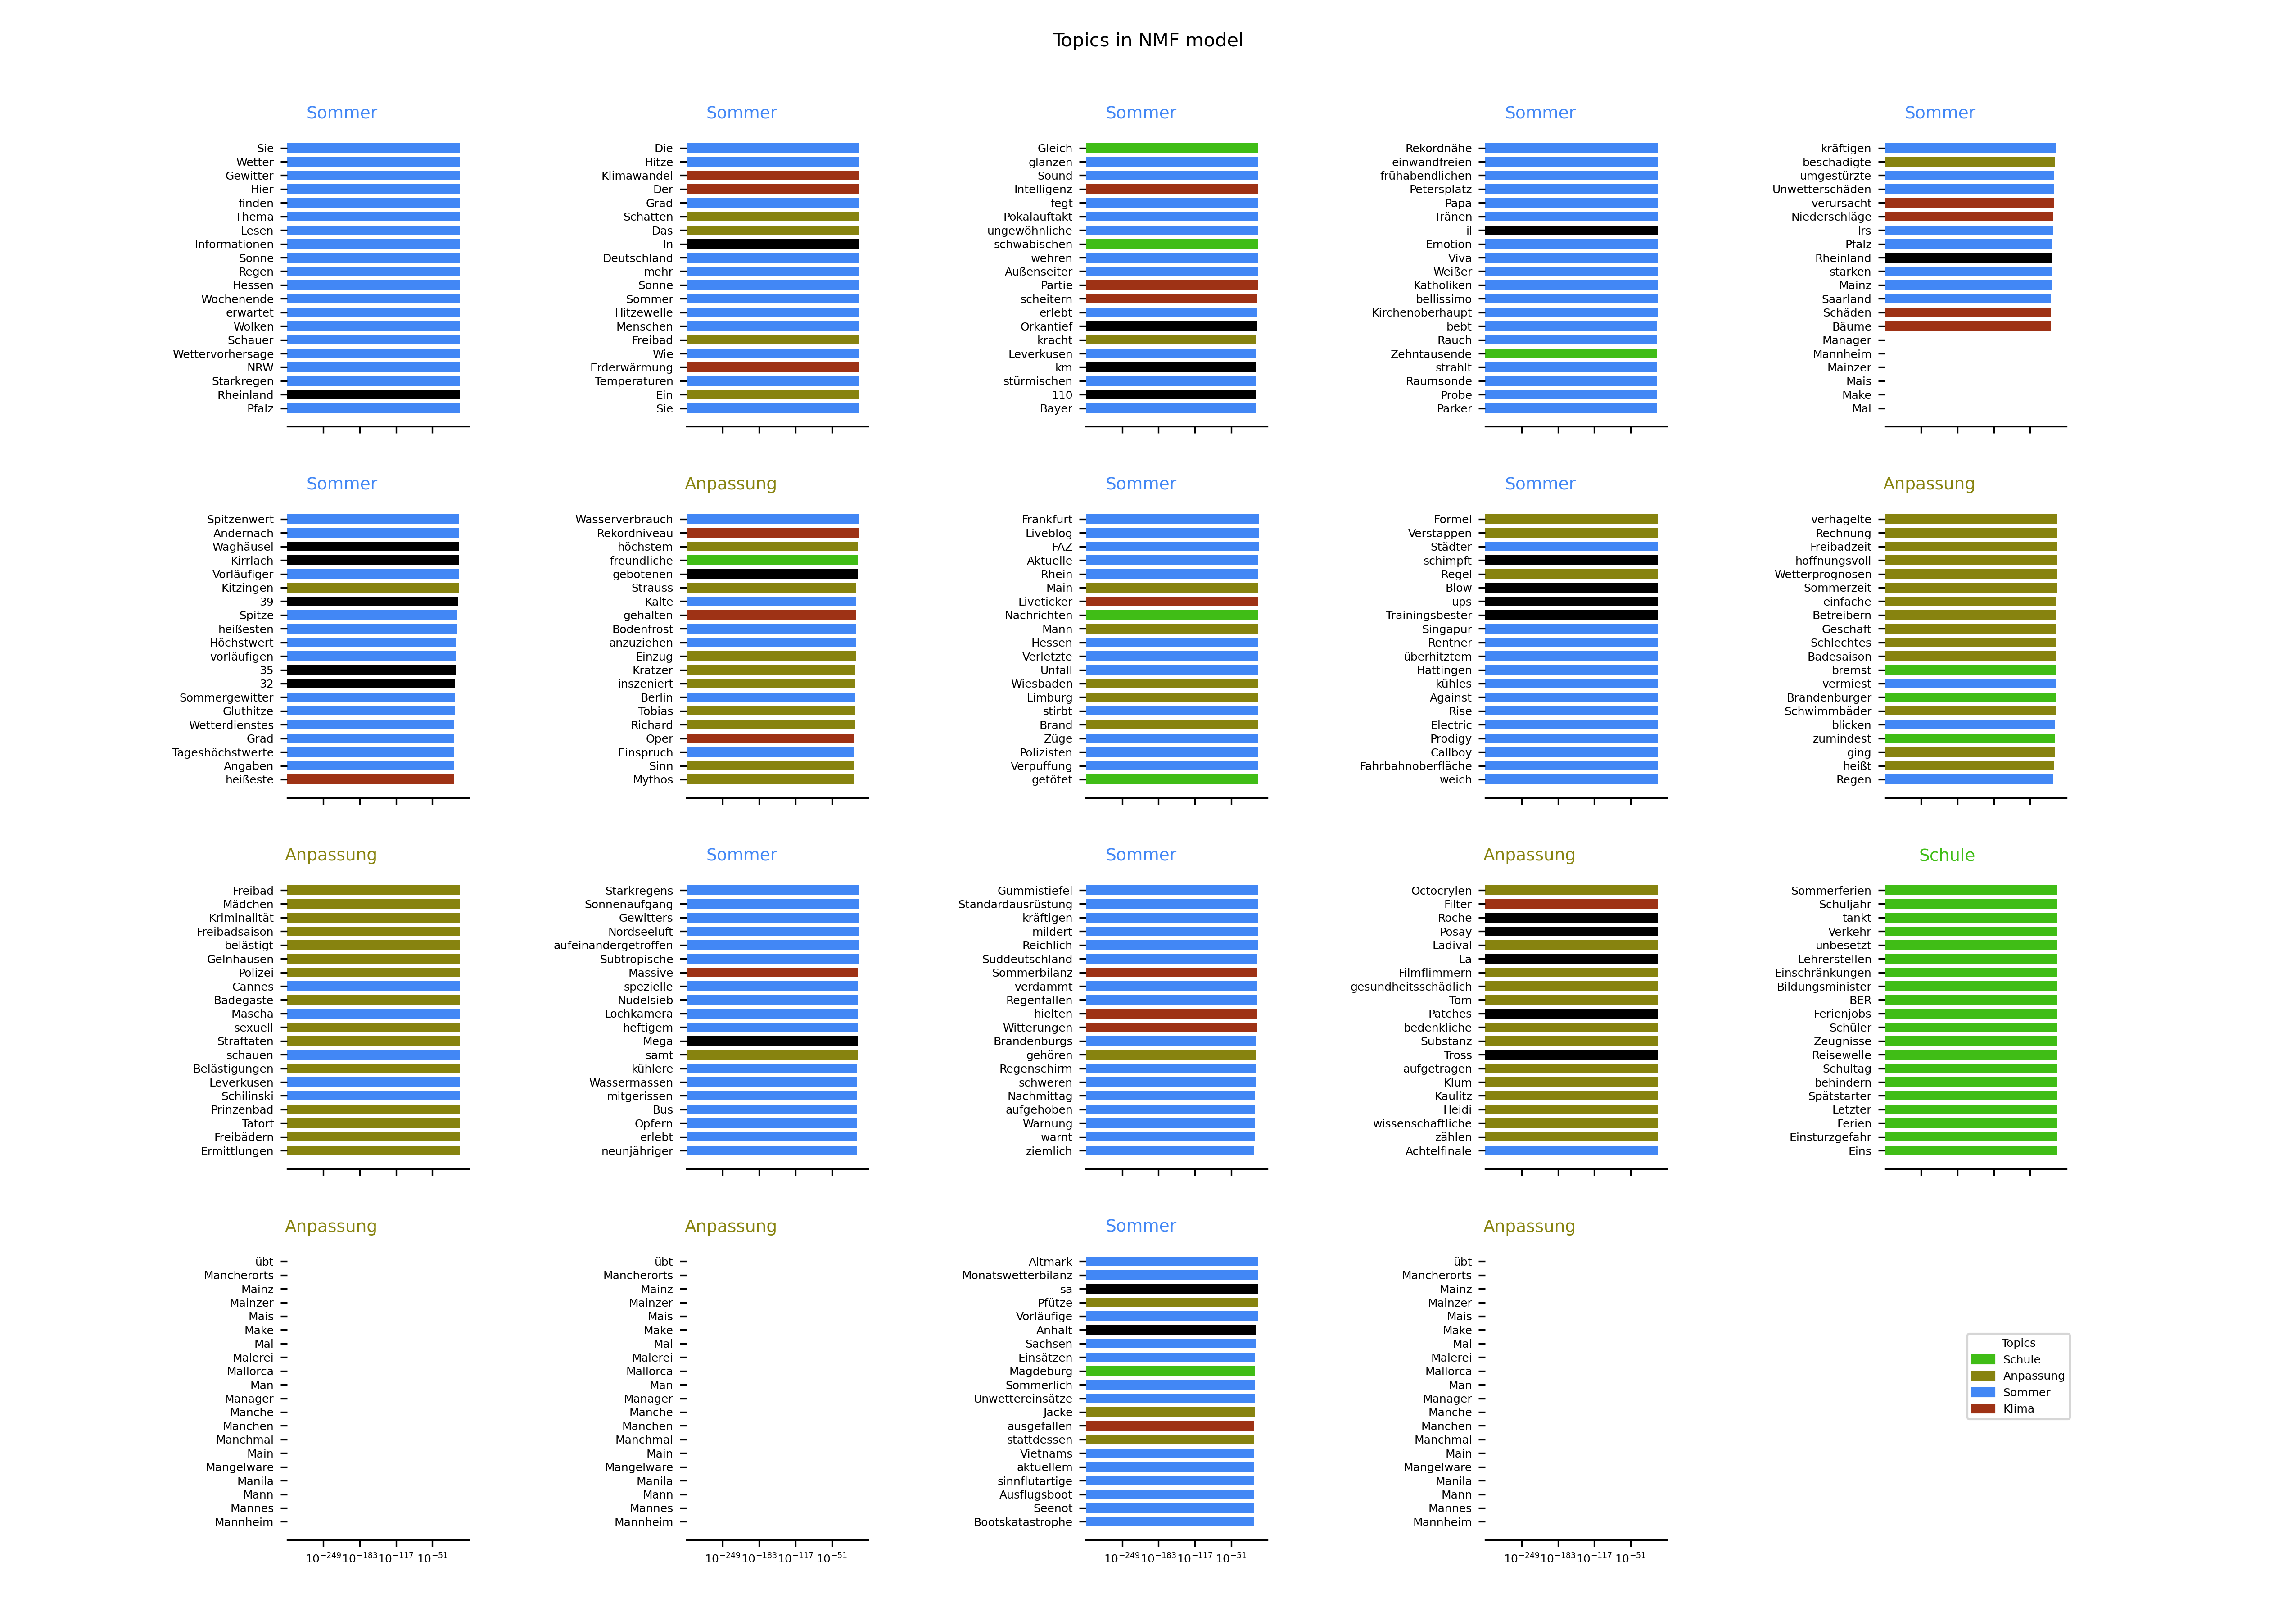 Topics in NMF model
Sommer
Sie
Wetter
Gewitter
Hier
finden
Thema
Lesen
Informationen
Sonne
Regen
Hessen
Wochenende
erwartet
Wolken
Schauer
Wettervorhersage
NRW
Starkregen
Rheinland
Pfalz
Sommer
Die
Hitze
Klimawandel
Der
Grad
Schatten
Das
In
Deutschland
mehr
Sonne
Sommer
Hitzewelle
Menschen
Freibad
Wie
Erderwärmung
Temperaturen
Ein
Sie
Sommer
Gleich
glänzen
Sound
Intelligenz
fegt
Pokalauftakt
ungewöhnliche
schwäbischen
wehren
Außenseiter
Partie
scheitern
erlebt
Orkantief
kracht
Leverkusen
km
stürmischen
110
Bayer
Sommer
Rekordnähe
einwandfreien
frühabendlichen
Petersplatz
Papa
Tränen
il
Emotion
Viva
Weißer
Katholiken
bellissimo
Kirchenoberhaupt
bebt
Rauch
Zehntausende
strahlt
Raumsonde
Probe
Parker
Sommer
kräftigen
beschädigte
umgestürzte
Unwetterschäden
verursacht
Niederschläge
lrs
Pfalz
Rheinland
starken
Mainz
Saarland
Schäden
Bäume
Manager
Mannheim
Mainzer
Mais
Make
Mal
Sommer
Spitzenwert
Andernach
Waghäusel
Kirrlach
Vorläufiger
Kitzingen
39
Spitze
heißesten
Höchstwert
vorläufigen
35
32
Sommergewitter
Gluthitze
Wetterdienstes
Grad
Tageshöchstwerte
Angaben
heißeste
Anpassung
Wasserverbrauch
Rekordniveau
höchstem
freundliche
gebotenen
Strauss
Kalte
gehalten
Bodenfrost
anzuziehen
Einzug
Kratzer
inszeniert
Berlin
Tobias
Richard
Oper
Einspruch
Sinn
Mythos
Sommer
Frankfurt
Liveblog
FAZ
Aktuelle
Rhein
Main
Liveticker
Nachrichten
Mann
Hessen
Verletzte
Unfall
Wiesbaden
Limburg
stirbt
Brand
Züge
Polizisten
Verpuffung
getötet
Sommer
Formel
Verstappen
Städter
schimpft
Regel
Blow
ups
Trainingsbester
Singapur
Rentner
überhitztem
Hattingen
kühles
Against
Rise
Electric
Prodigy
Callboy
Fahrbahnoberfläche
weich
Anpassung
verhagelte
Rechnung
Freibadzeit
hoffnungsvoll
Wetterprognosen
Sommerzeit
einfache
Betreibern
Geschäft
Schlechtes
Badesaison
bremst
vermiest
Brandenburger
Schwimmbäder
blicken
zumindest
ging
heißt
Regen
Anpassung
Freibad
Mädchen
Kriminalität
Freibadsaison
belästigt
Gelnhausen
Polizei
Cannes
Badegäste
Mascha
sexuell
Straftaten
schauen
Belästigungen
Leverkusen
Schilinski
Prinzenbad
Tatort
Freibädern
Ermittlungen
Sommer
Starkregens
Sonnenaufgang
Gewitters
Nordseeluft
aufeinandergetroffen
Subtropische
Massive
spezielle
Nudelsieb
Lochkamera
heftigem
Mega
samt
kühlere
Wassermassen
mitgerissen
Bus
Opfern
erlebt
neunjähriger
Sommer
Gummistiefel
Standardausrüstung
kräftigen
mildert
Reichlich
Süddeutschland
Sommerbilanz
verdammt
Regenfällen
hielten
Witterungen
Brandenburgs
gehören
Regenschirm
schweren
Nachmittag
aufgehoben
Warnung
warnt
ziemlich
Anpassung
Octocrylen
Filter
Roche
Posay
Ladival
La
Filmflimmern
gesundheitsschädlich
Tom
Patches
bedenkliche
Substanz
Tross
aufgetragen
Klum
Kaulitz
Heidi
wissenschaftliche
zählen
Achtelfinale
Schule
Sommerferien
Schuljahr
tankt
Verkehr
unbesetzt
Lehrerstellen
Einschränkungen
Bildungsminister
BER
Ferienjobs
Schüler
Zeugnisse
Reisewelle
Schultag
behindern
Spätstarter
Letzter
Ferien
Einsturzgefahr
Eins
Anpassung
übt
Mancherorts
Mainz
Mainzer
Mais
Make
Mal
Malerei
Mallorca
Man
Manager
Manche
Manchen
Manchmal
Main
Mangelware
Manila
Mann
Mannes
Mannheim
10^-249 10^-183 10^-117 10^-51
Anpassung
übt
Mancherorts
Mainz
Mainzer
Mais
Make
Mal
Malerei
Mallorca
Man
Manager
Manche
Manchen
Manchmal
Main
Mangelware
Manila
Mann
Mannes
Mannheim
10^-249 10^-183 10^-117 10^-51
Sommer
Altmark
Monatswetterbilanz
sa
Pfütze
Vorläufige
Anhalt
Sachsen
Einsätzen
Magdeburg
Sommerlich
Unwettereinsätze
Jacke
ausgefallen
stattdessen
Vietnams
aktuellem
sinnflutartige
Ausflugsboot
Seenot
Bootskatastrophe
10^-249 10^-183 10^-117 10^-51
Anpassung
übt
Mancherorts
Mainz
Mainzer
Mais
Make
Mal
Malerei
Mallorca
Man
Manager
Manche
Manchen
Manchmal
Main
Mangelware
Manila
Mann
Mannes
Mannheim
10^-249 10^-183 10^-117 10^-51
Topics
Schule
Anpassung
Sommer
Klima